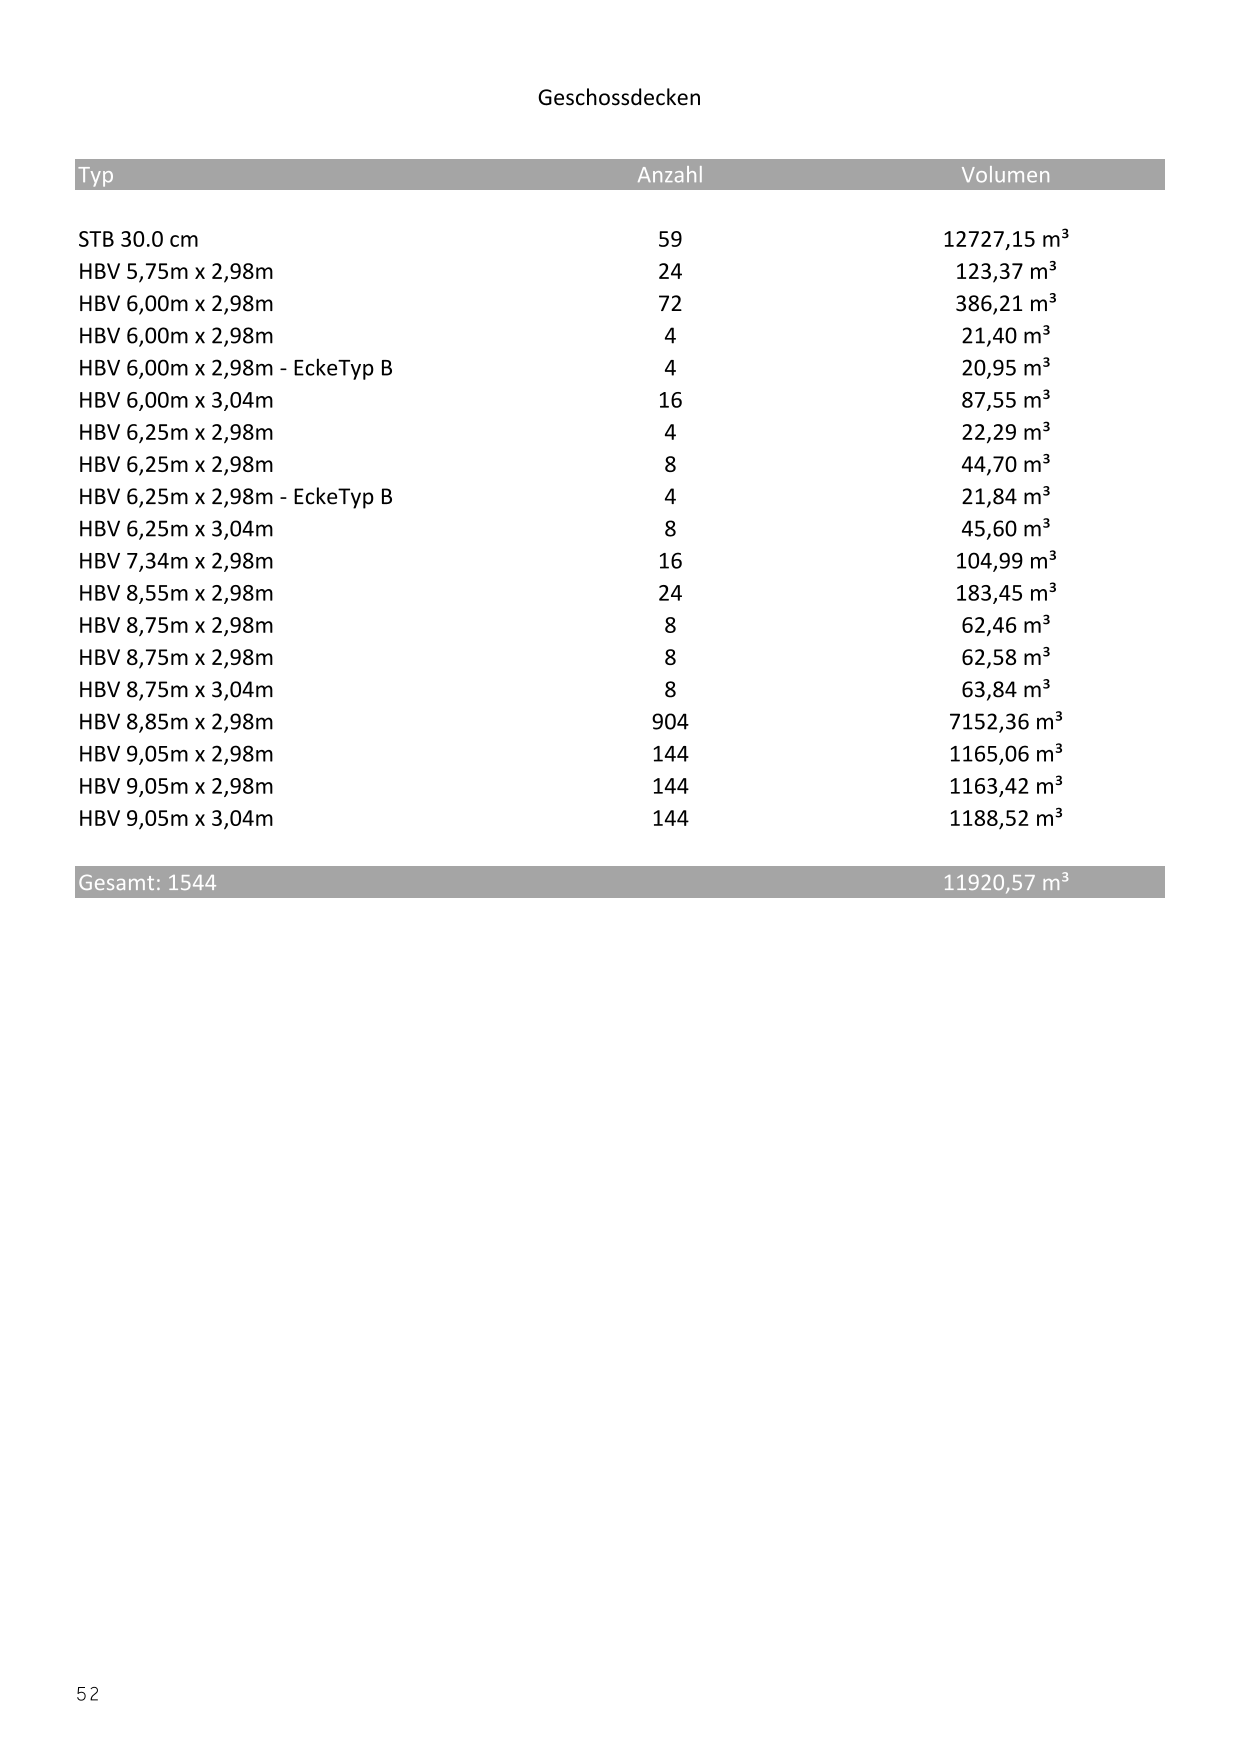 Geschossdecken
Typ Anzahl Volumen
STB 30.0 cm 59 12727,15 m³
HBV 5,75m x 2,98m 24 123,37 m³
HBV 6,00m x 2,98m 72 386,21 m³
HBV 6,00m x 2,98m 4 21,40 m³
HBV 6,00m x 2,98m - EckeTyp B 4 20,95 m³
HBV 6,00m x 3,04m 16 87,55 m³
HBV 6,25m x 2,98m 4 22,29 m³
HBV 6,25m x 2,98m 8 44,70 m³
HBV 6,25m x 2,98m - EckeTyp B 4 21,84 m³
HBV 6,25m x 3,04m 8 45,60 m³
HBV 7,34m x 2,98m 16 104,99 m³
HBV 8,55m x 2,98m 24 183,45 m³
HBV 8,75m x 2,98m 8 62,46 m³
HBV 8,75m x 2,98m 8 62,58 m³
HBV 8,75m x 3,04m 8 63,84 m³
HBV 8,85m x 2,98m 904 7152,36 m³
HBV 9,05m x 2,98m 144 1165,06 m³
HBV 9,05m x 2,98m 144 1163,42 m³
HBV 9,05m x 3,04m 144 1188,52 m³
Gesamt: 1544 11920,57 m³
52